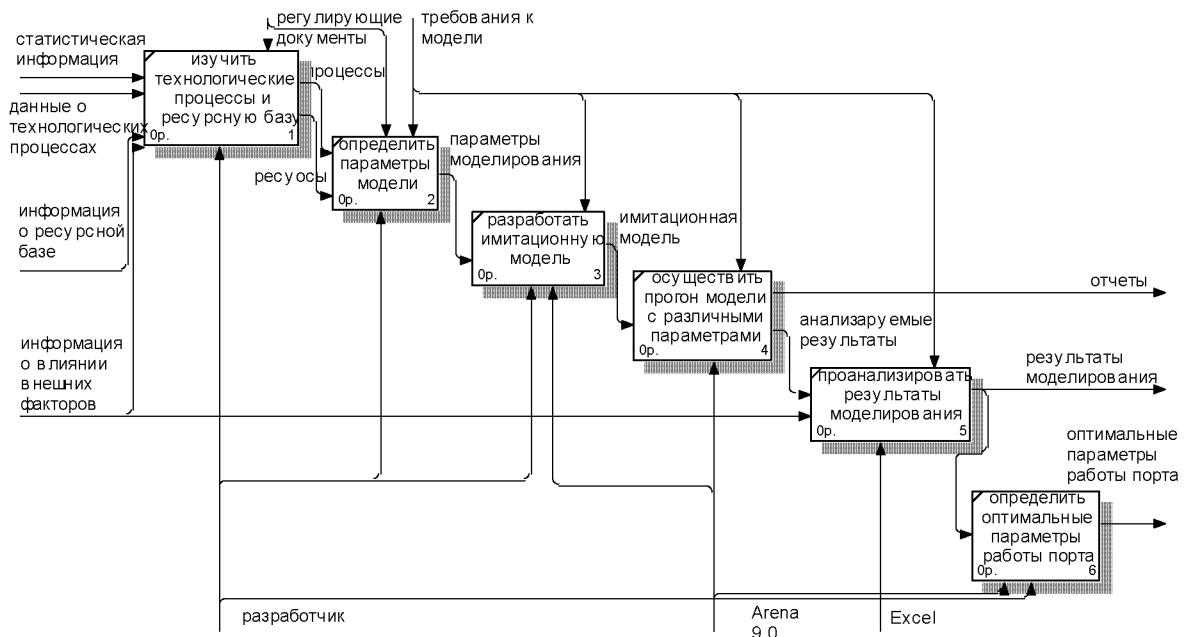 регулирующие
документы
требования к
модели
статистическая
информация
изучить
технологические
процессы и
ресурсную базу
0р.
1
процессы
данные о
технологических
процессах
определить
параметры
модели
0р.
2
параметры
моделирования
ресурсы
информация
о ресурсной
базе
разработать
имитационную
модель
0р.
3
имитационная
модель
осуществить
прогон модели
с различными
параметрами
0р.
4
отчеты
анализаруемые
результаты
информация
о влиянии
внешних
факторов
проанализировать
результаты
моделирования
0р.
5
результаты
моделирования
оптимальные
параметры
работы порта
определить
оптимальные
параметры
работы порта
0р.
6
разработчик
Arena
9.0
Excel